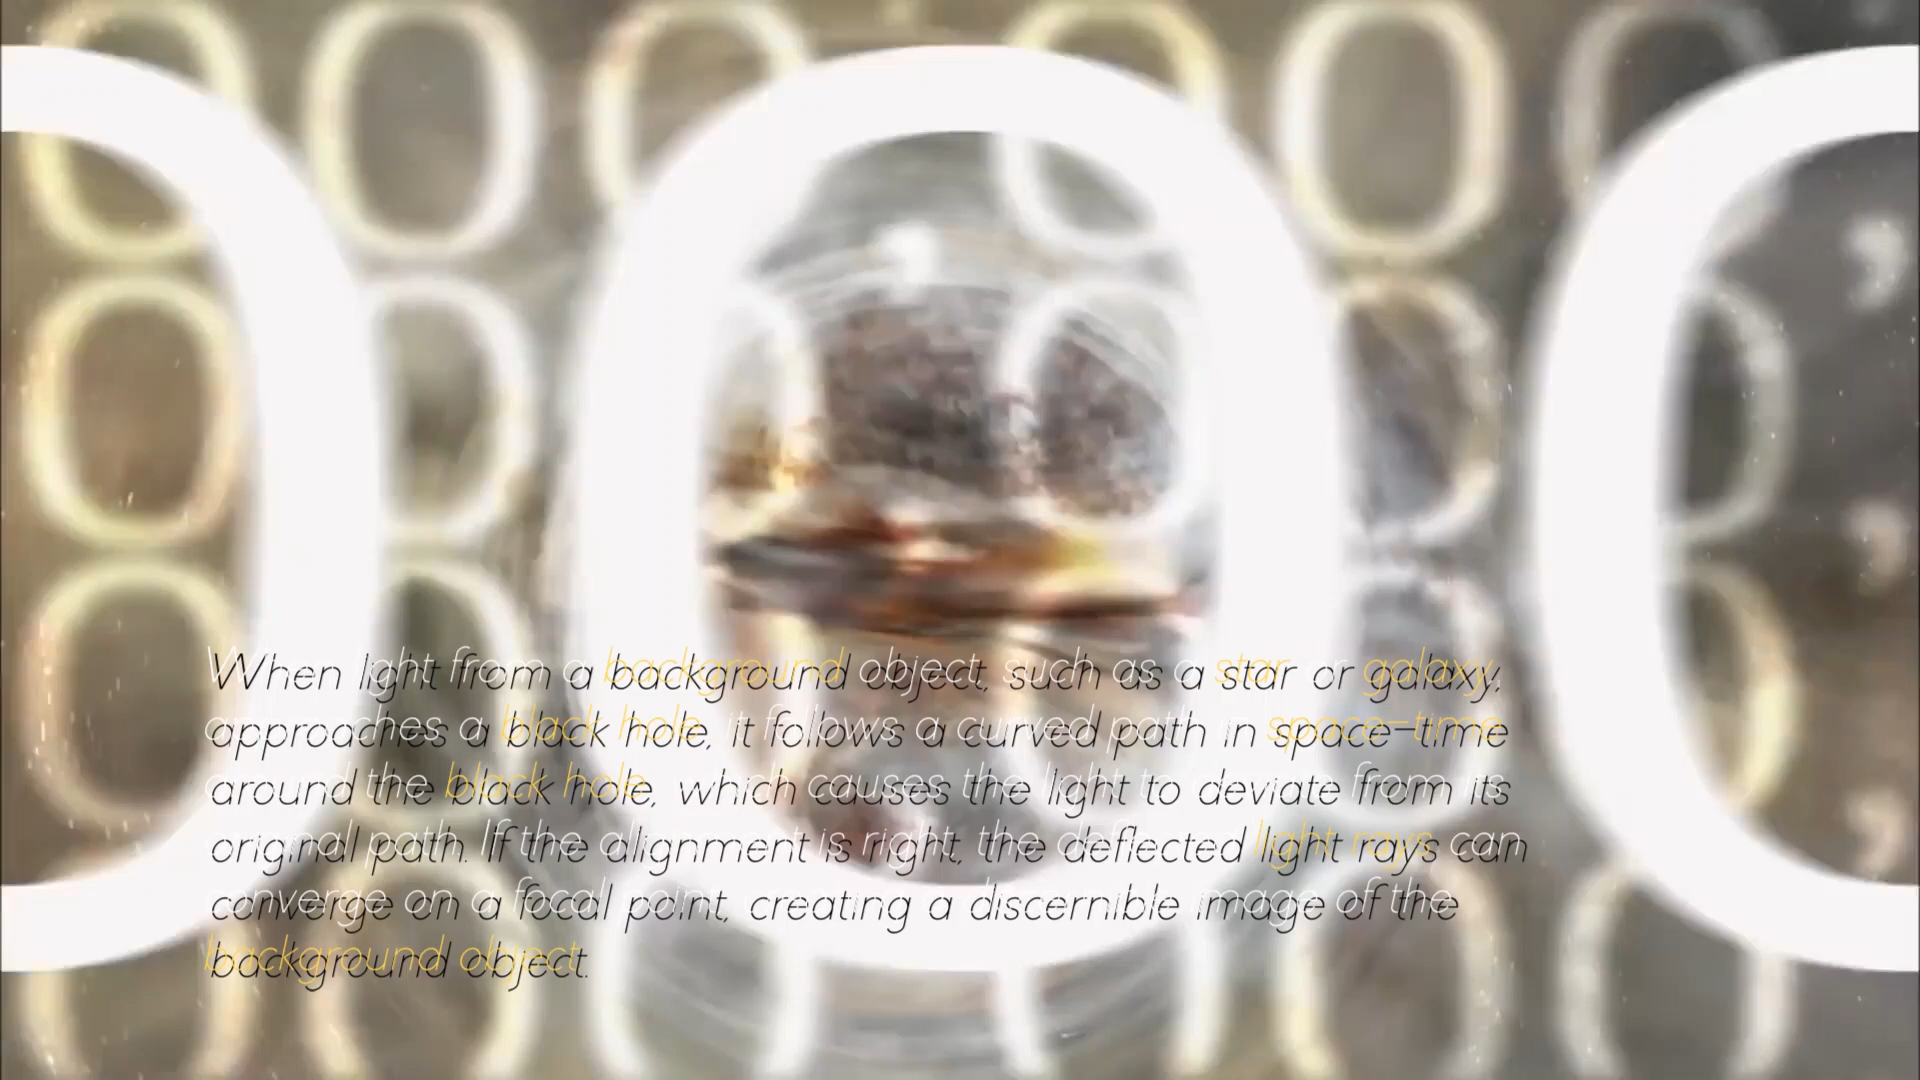 000
When light from a background object, such as a star or galaxy,
approaches a black hole, it follows a curved path in space-time
around the black hole, which causes the light to deviate from its
original path. If the alignment is right, the deflected light rays can
converge on a focal point, creating a discernible image of the
background object.